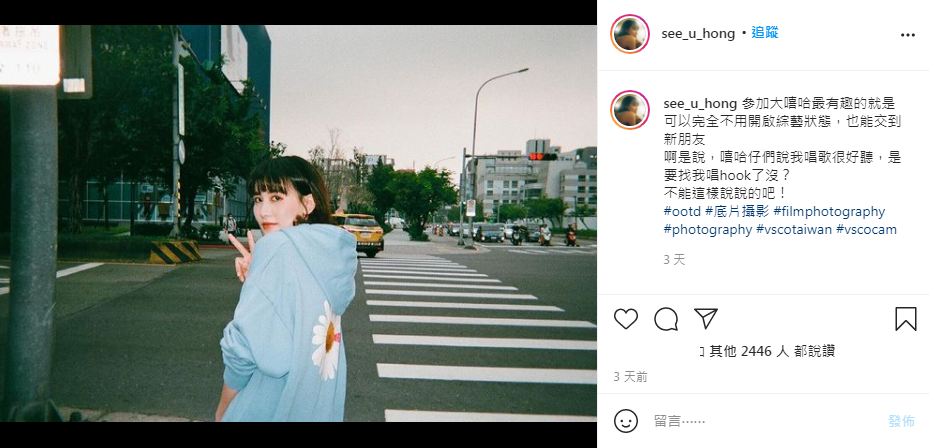 see_u_hong • 追蹤
see_u_hong 參加大嘻哈最有趣的就是
可以完全不用開啟綜藝狀態，也能交到
新朋友
啊是說，嘻哈仔們說我唱歌很好聽，是
要找我唱hook了沒？
不能這樣說說的吧！
#ootd #底片攝影 #filmphotography
#photography #vscotaiwan #vscocam
3 天
其他 2446 人 都說讚
3 天前
留言⋯⋯
發佈